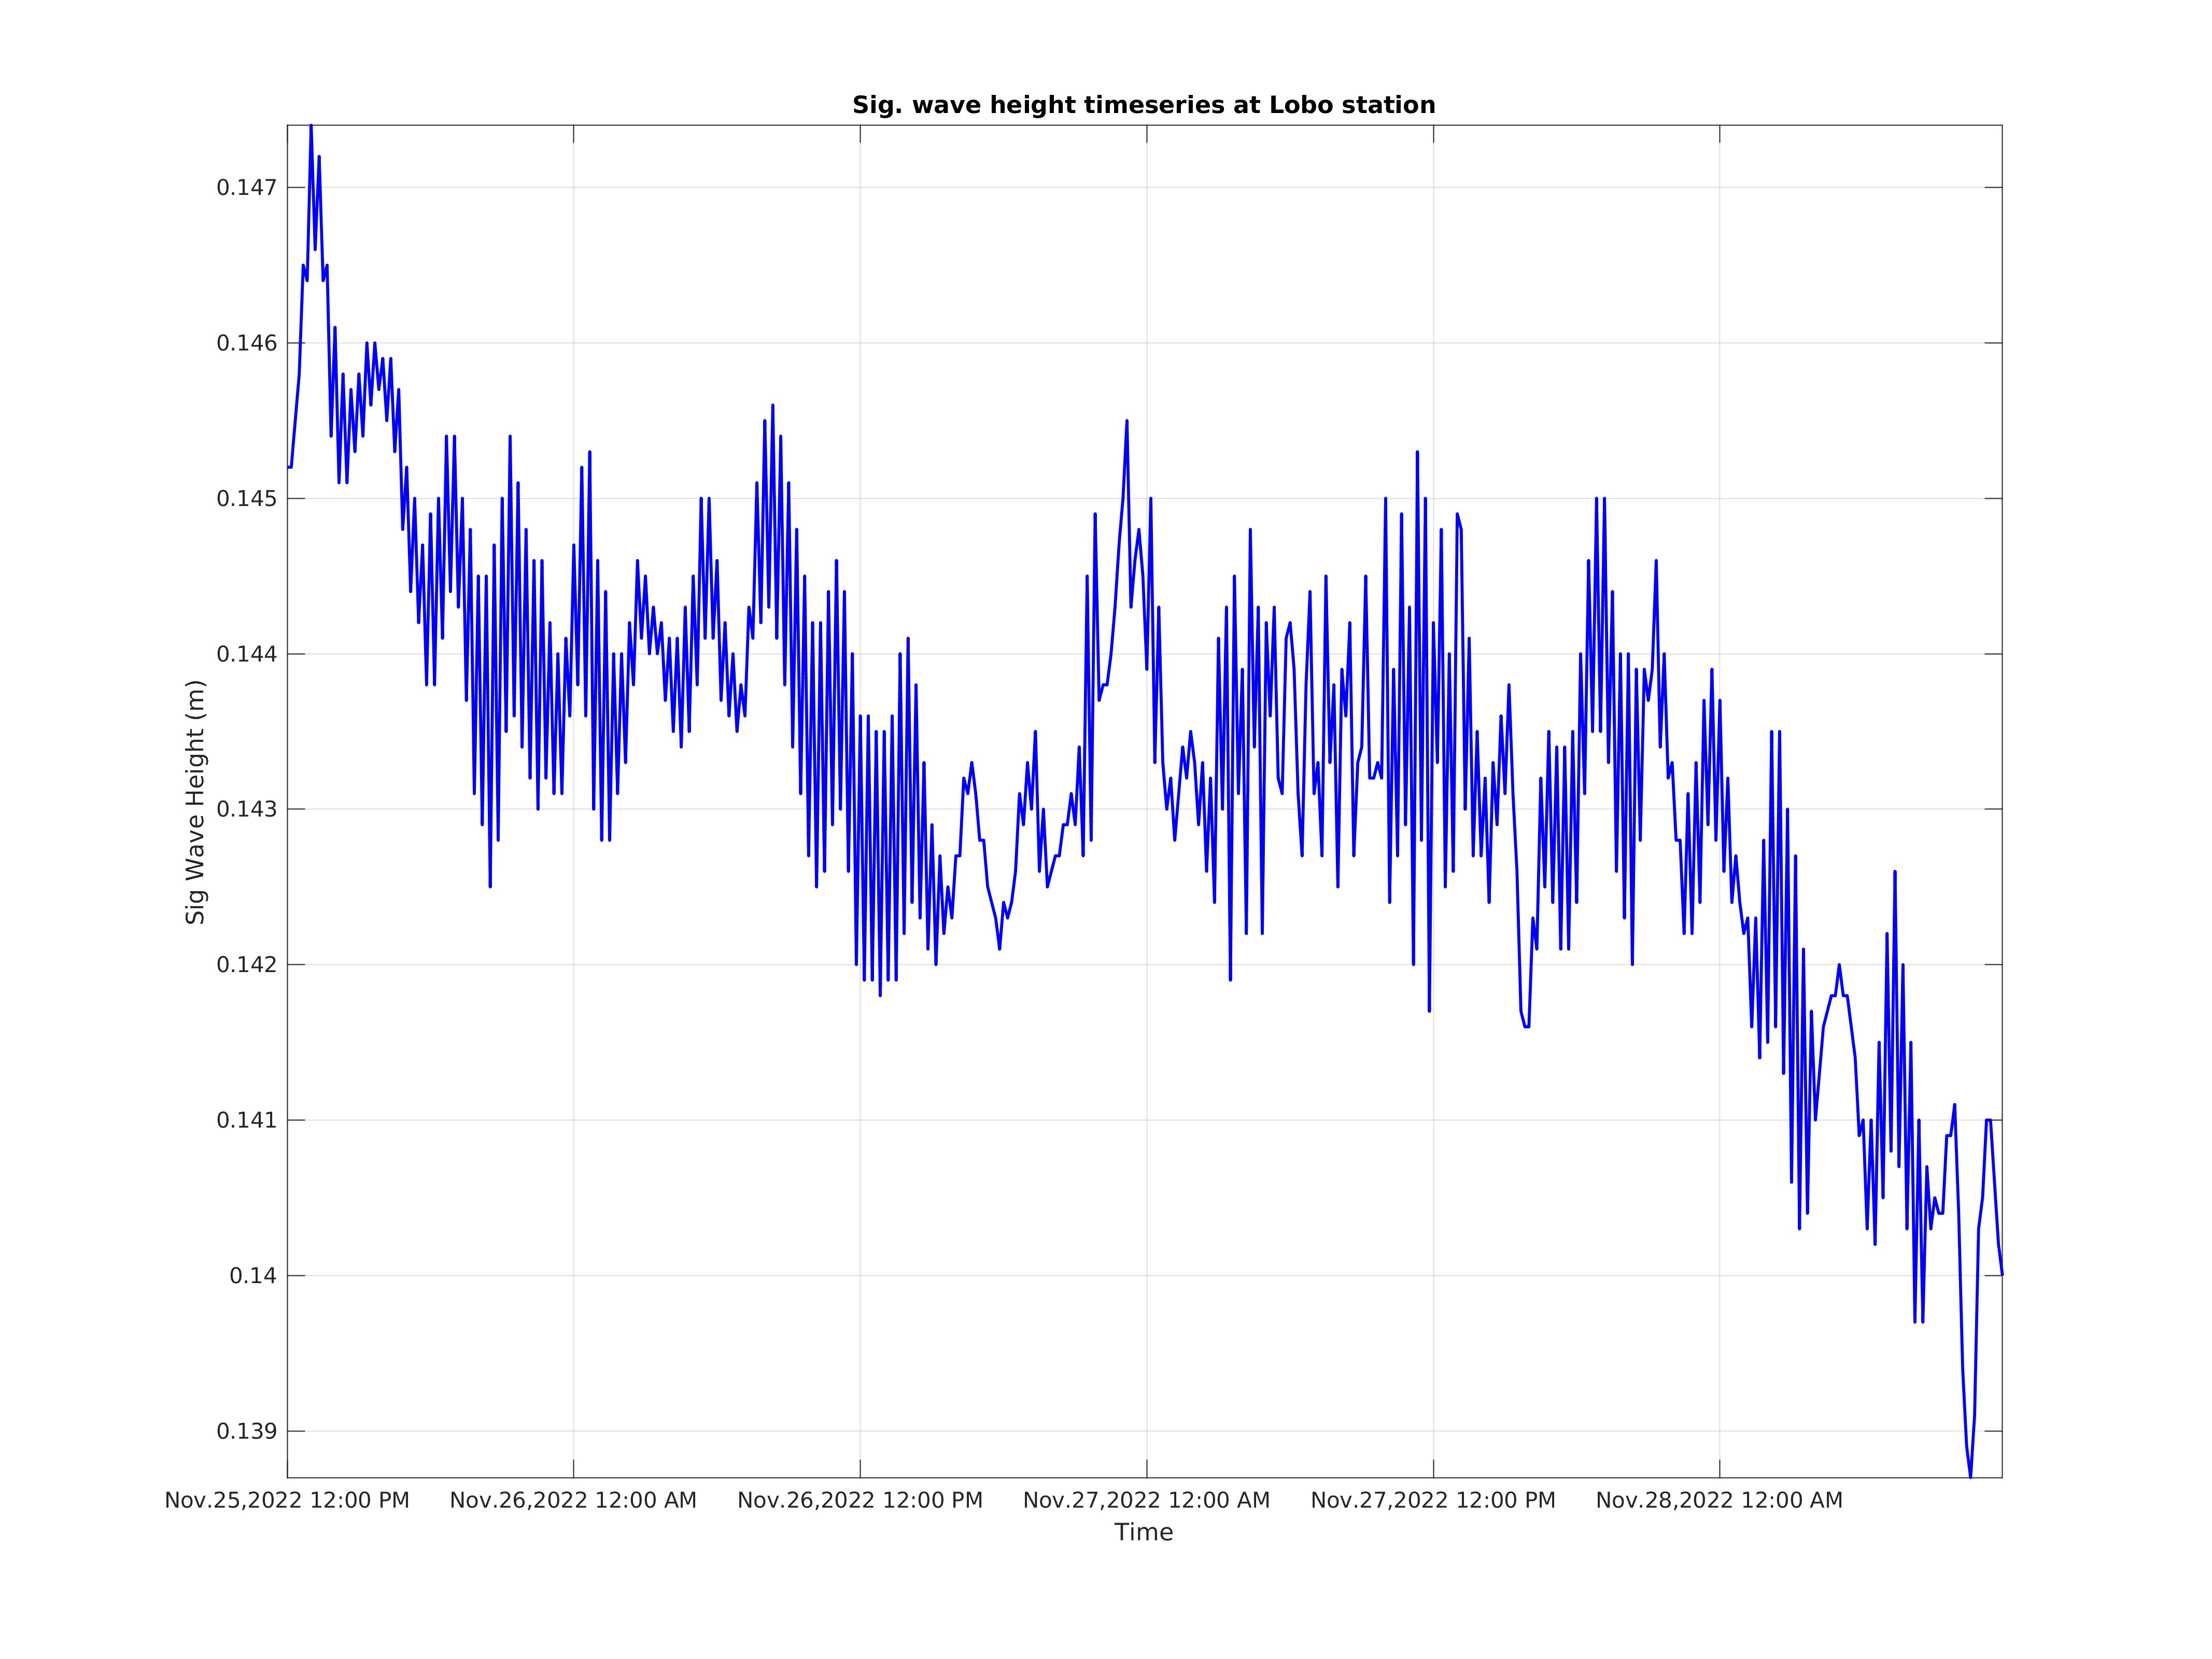 Sig. wave height timeseries at Lobo station
0.147
0.146
0.145
0.144
0.143
0.142
0.141
0.14
0.139
Sig Wave Height (m)
Nov.25,2022 12:00 PM Nov.26,2022 12:00 AM Nov.26,2022 12:00 PM Nov.27,2022 12:00 AM Nov.27,2022 12:00 PM Nov.28,2022 12:00 AM
Time